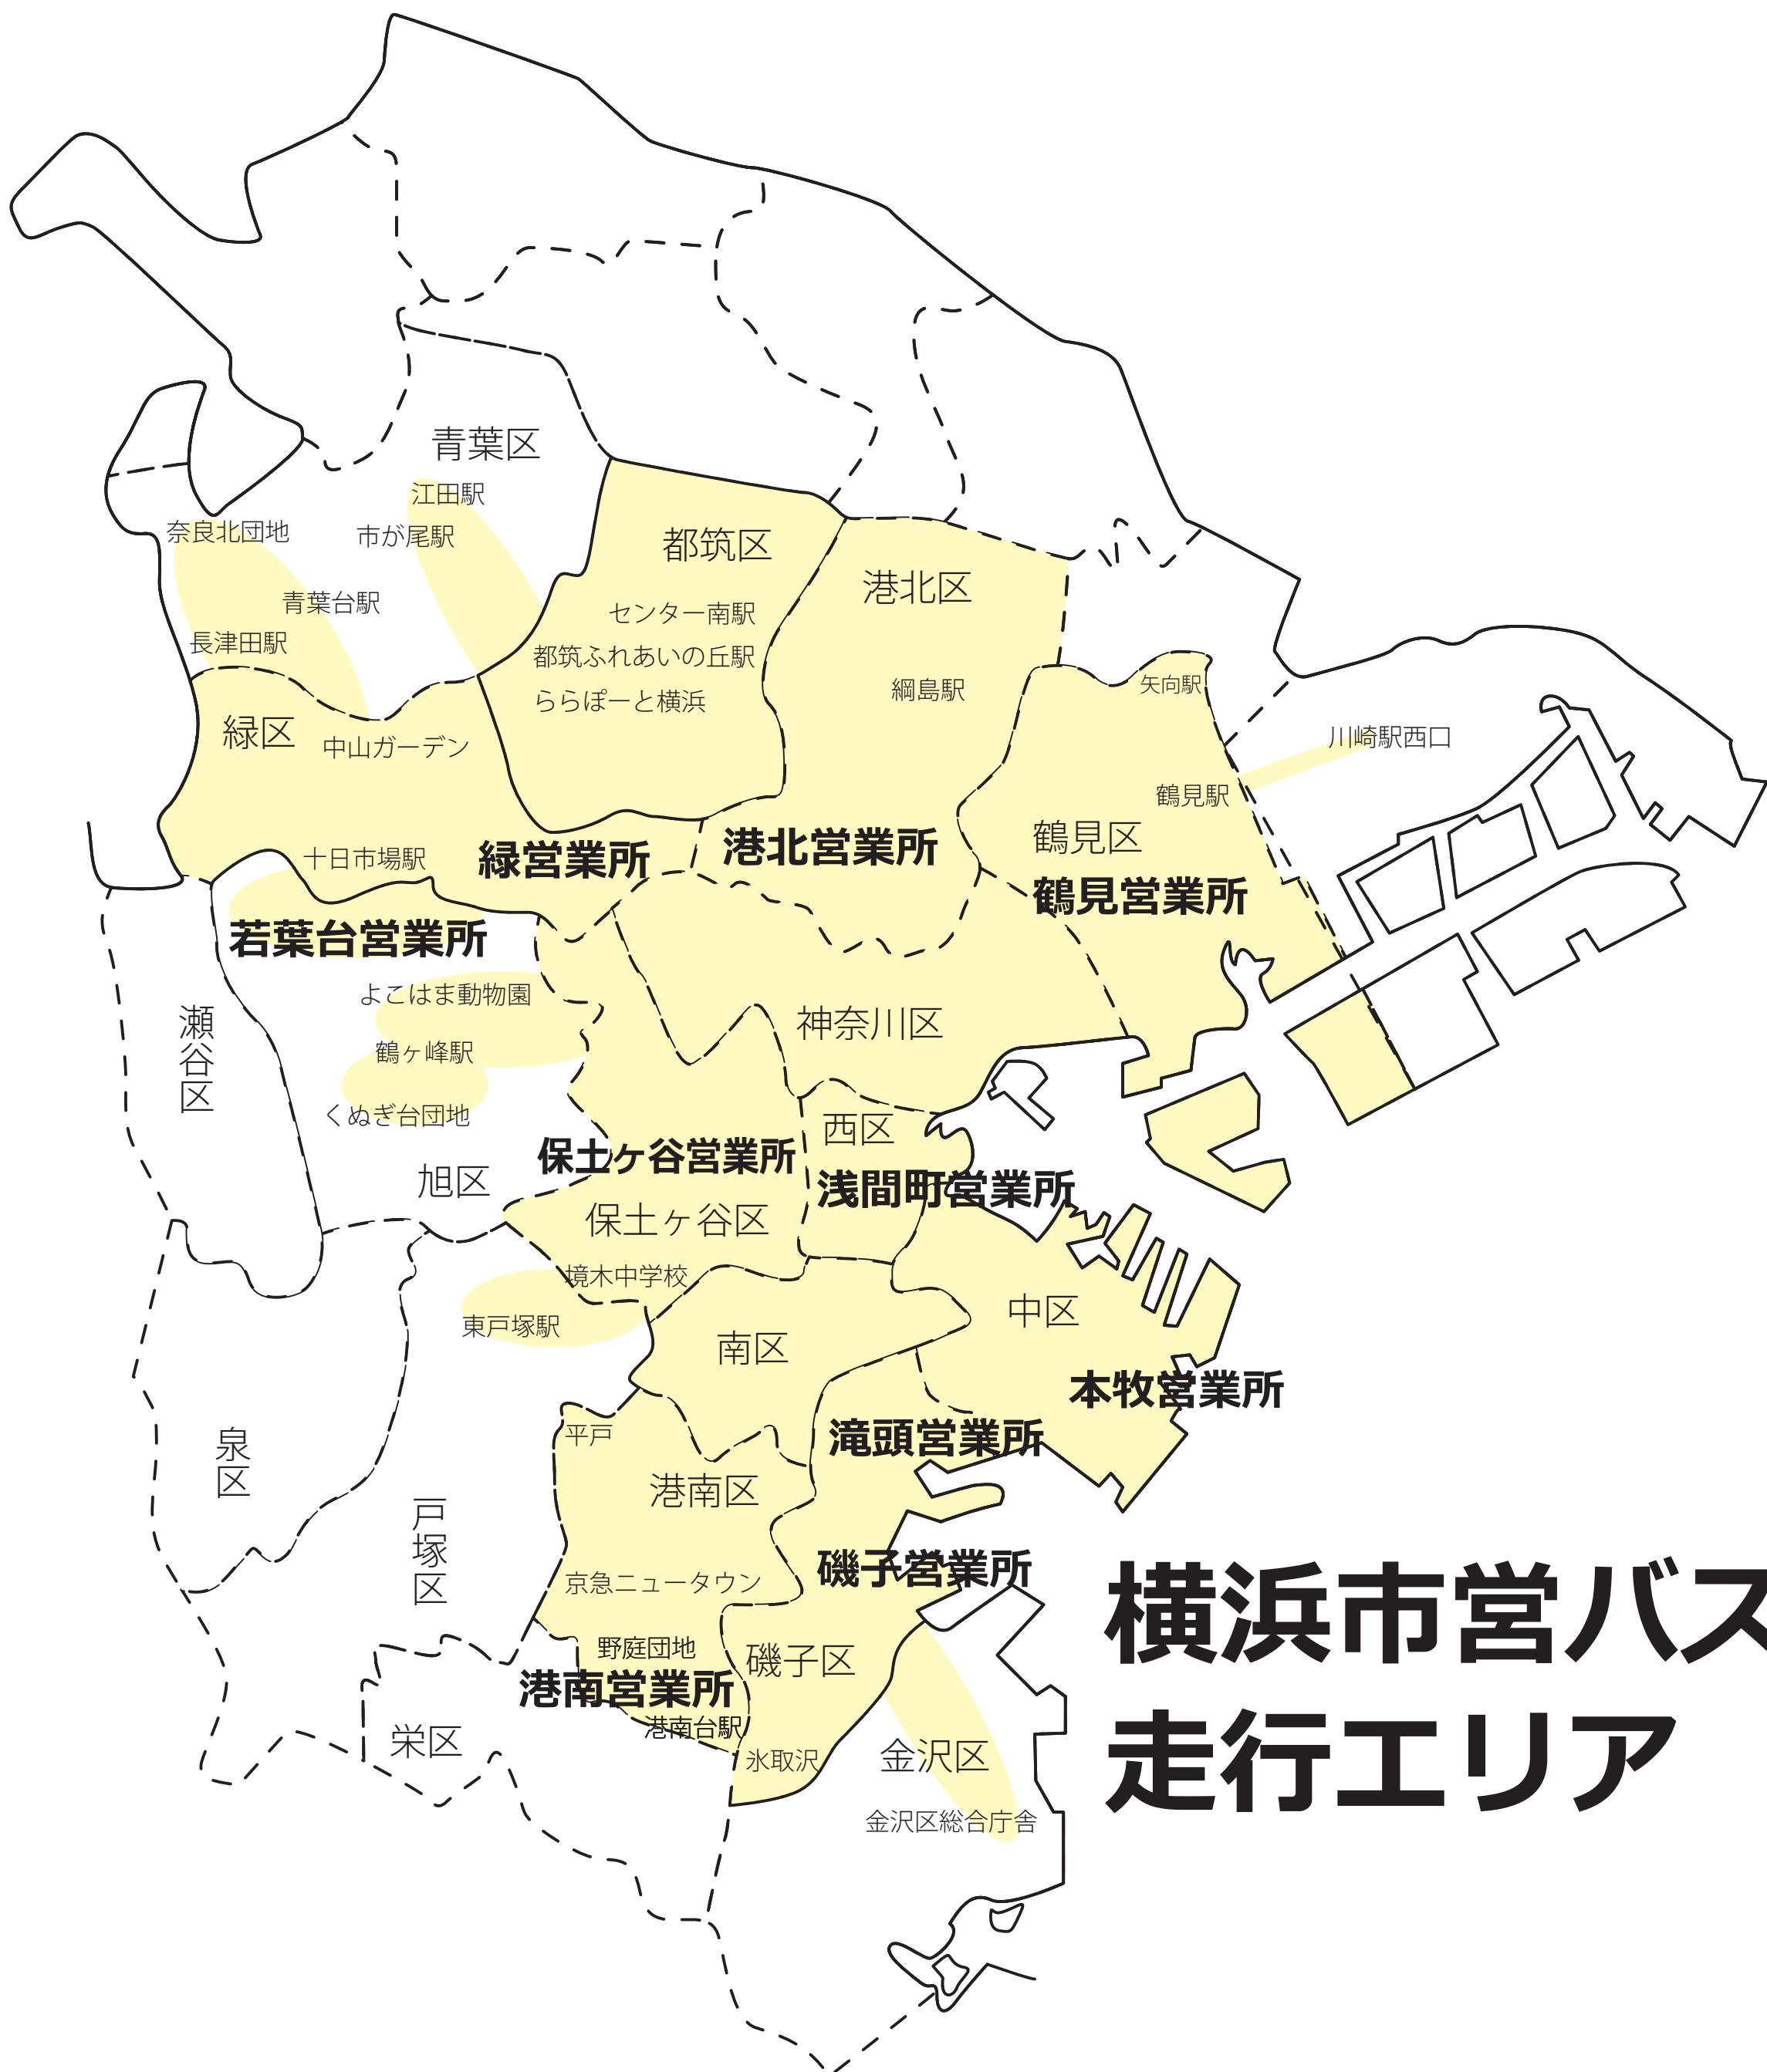 青葉区
江田駅
奈良北団地
市が尾駅
都筑区
港北区
青葉台駅
センター南駅
長津田駅
都筑ふれあいの丘駅
綱島駅
矢向駅
ららぽーと横浜
緑区
中山ガーデン
川崎駅西口
鶴見駅
鶴見区
港北営業所
十日市場駅
緑営業所
鶴見営業所
若葉台営業所
よこはま動物園
神奈川区
瀬谷区
鶴ヶ峰駅
くぬぎ台団地
西区
保土ヶ谷営業所
旭区
浅間町営業所
保土ヶ谷区
境木中学校
中区
東戸塚駅
南区
本牧営業所
平戸
滝頭営業所
泉区
港南区
戸塚区
磯子営業所
京急ニュータウン
野庭団地
磯子区
港南営業所
港南台駅
栄区
氷取沢
金沢区
金沢区総合庁舎
横浜市営バス
走行エリア